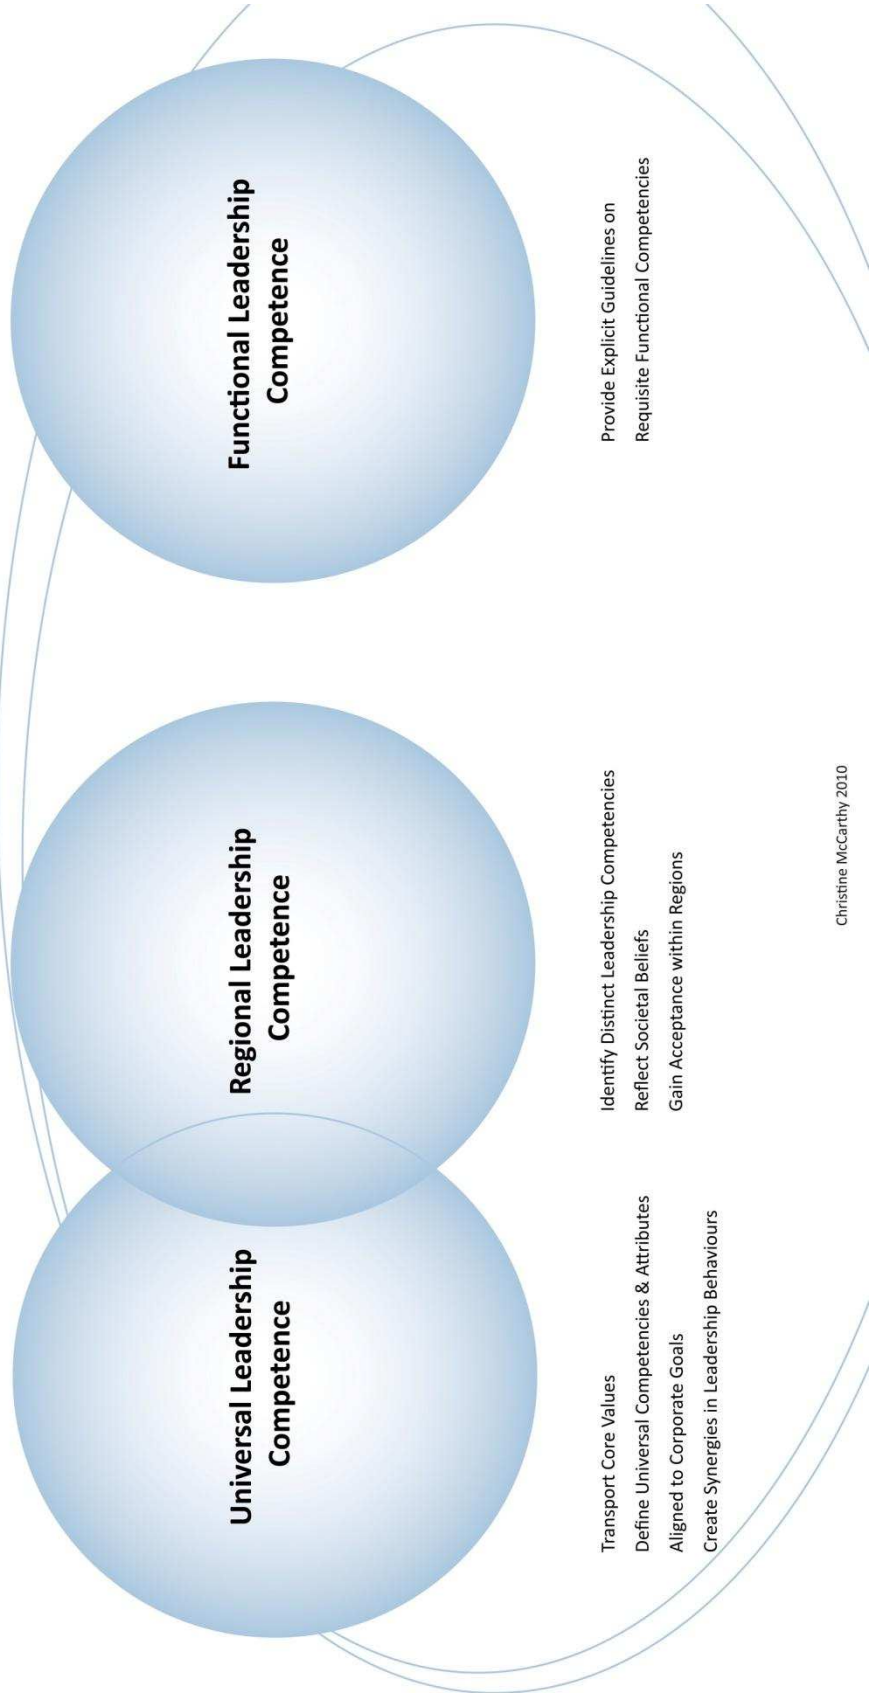 Universal Leadership
Competence
Regional Leadership
Competence
Functional Leadership
Competence
Transport Core Values
Define Universal Competencies & Attributes
Aligned to Corporate Goals
Create Synergies in Leadership Behaviours
Identify Distinct Leadership Competencies
Reflect Societal Beliefs
Gain Acceptance within Regions
Provide Explicit Guidelines on
Requisite Functional Competencies
Christine McCarthy 2010